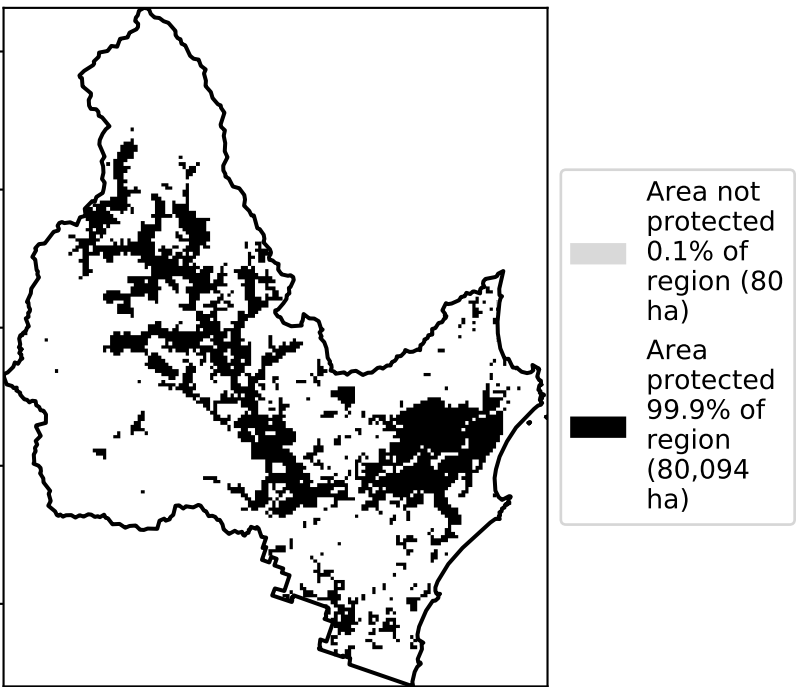 Area not
protected
0.1% of
region (80
ha)
Area
protected
99.9% of
region
(80,094
ha)